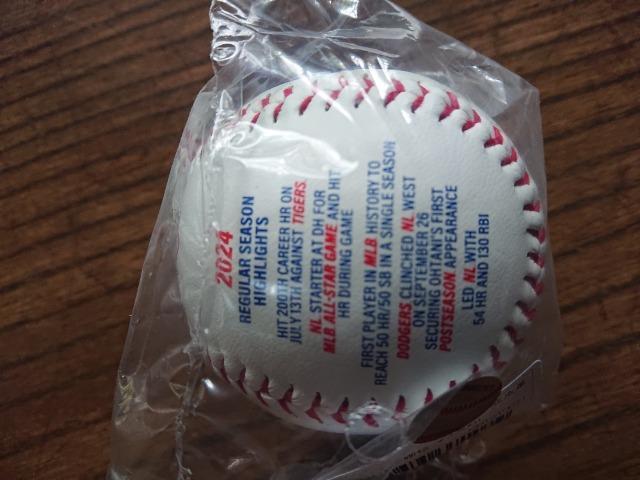 2024
REGULAR SEASON
HIGHLIGHTS
HIT 200TH CAREER HR ON
JULY 13TH AGAINST TIGERS
NL STARTER AT DH FOR
MLB ALL-STAR GAME AND HIT
HR DURING GAME
FIRST PLAYER IN MLB HISTORY TO
REACH 50 HR/50 SB IN A SINGLE SEASON
DODGERS CLINCHED NL WEST
ON SEPTEMBER 26
SECURING OHTANI'S FIRST
POSTSEASON APPEARANCE
LED NL WITH
54 HR AND 130 RBI